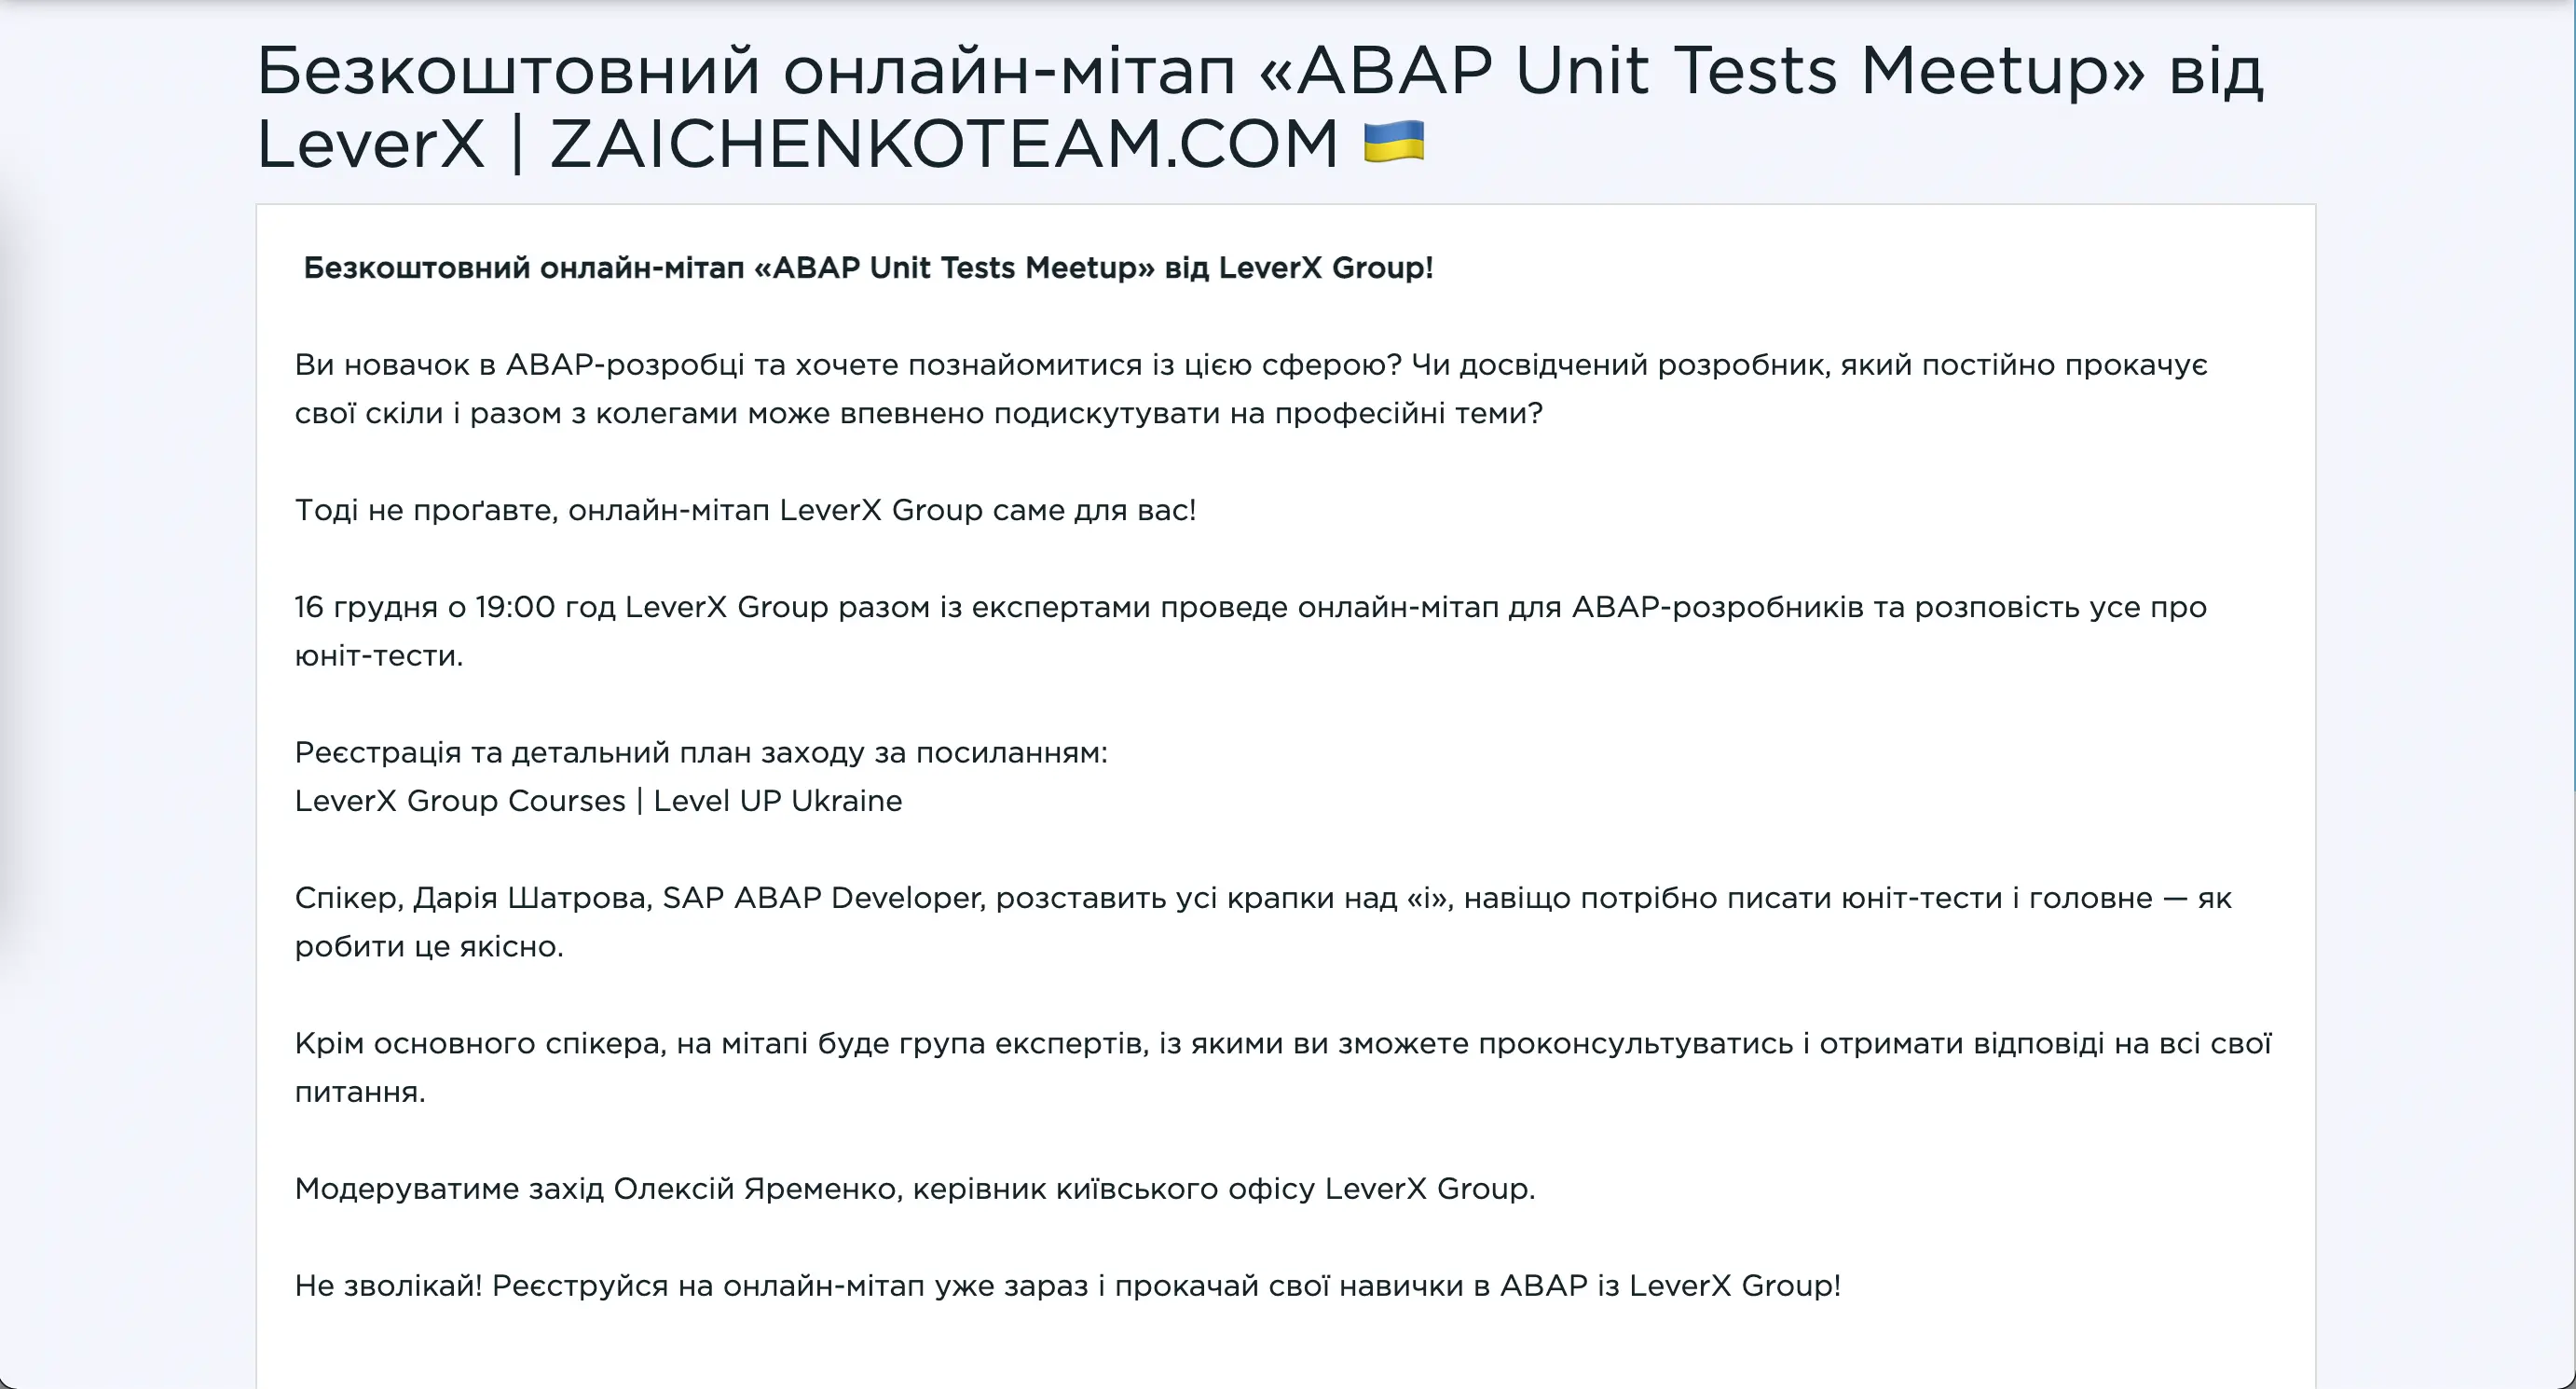 Безкоштовний онлайн-мітап «ABAP Unit Tests Meetup» від
LeverX | ZAICHENKOTEAM.COM 🇺🇦
Безкоштовний онлайн-мітап «ABAP Unit Tests Meetup» від LeverX Group!
Ви новачок в ABAP-розробці та хочете познайомитися із цією сферою? Чи досвідчений розробник, який постійно прокачує
свої скіли і разом з колегами може впевнено подискутувати на професійні теми?
Тоді не проґавте, онлайн-мітап LeverX Group саме для вас!
16 грудня о 19:00 год LeverX Group разом із експертами проведе онлайн-мітап для ABAP-розробників та розповість усе про
юніт-тести.
Реєстрація та детальний план заходу за посиланням:
LeverX Group Courses | Level UP Ukraine
Спікер, Дарія Шатрова, SAP ABAP Developer, розставить усі крапки над «і», навіщо потрібно писати юніт-тести і головне — як
робити це якісно.
Крім основного спікера, на мітапі буде група експертів, із якими ви зможете проконсультуватись і отримати відповіді на всі свої
питання.
Модеруватиме захід Олексій Яременко, керівник київського офісу LeverX Group.
Не зволікай! Реєструйся на онлайн-мітап уже зараз і прокачай свої навички в ABAP із LeverX Group!